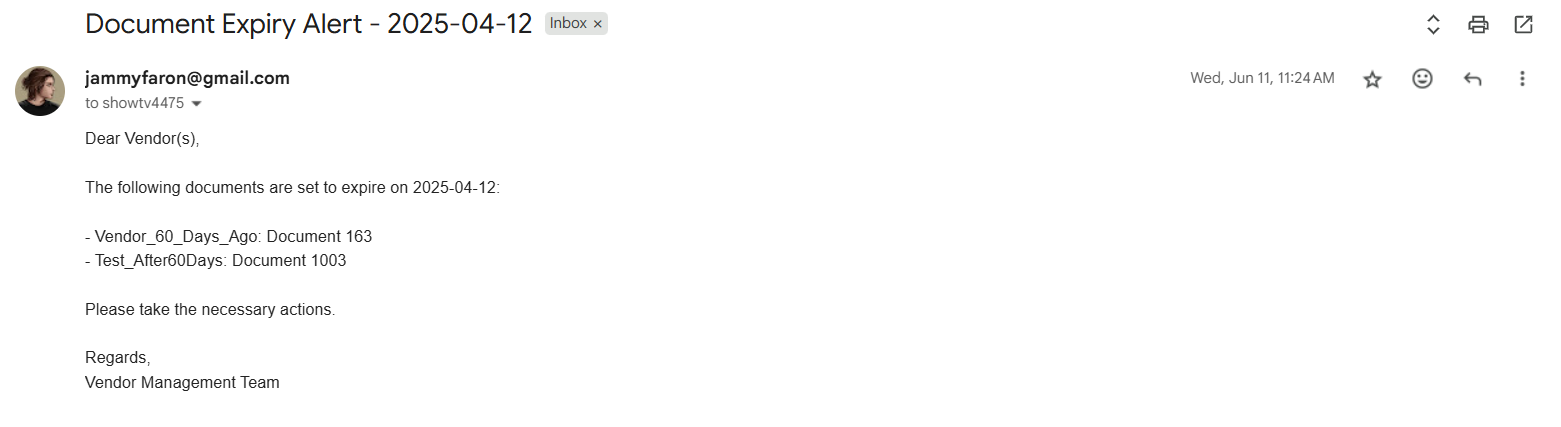 Document Expiry Alert - 2025-04-12 Inbox ×
jammyfaron@gmail.com Wed, Jun 11, 11:24 AM
to showtv4475
Dear Vendor(s),
The following documents are set to expire on 2025-04-12:
- Vendor_60_Days_Ago: Document 163
- Test_After60Days: Document 1003
Please take the necessary actions.
Regards,
Vendor Management Team